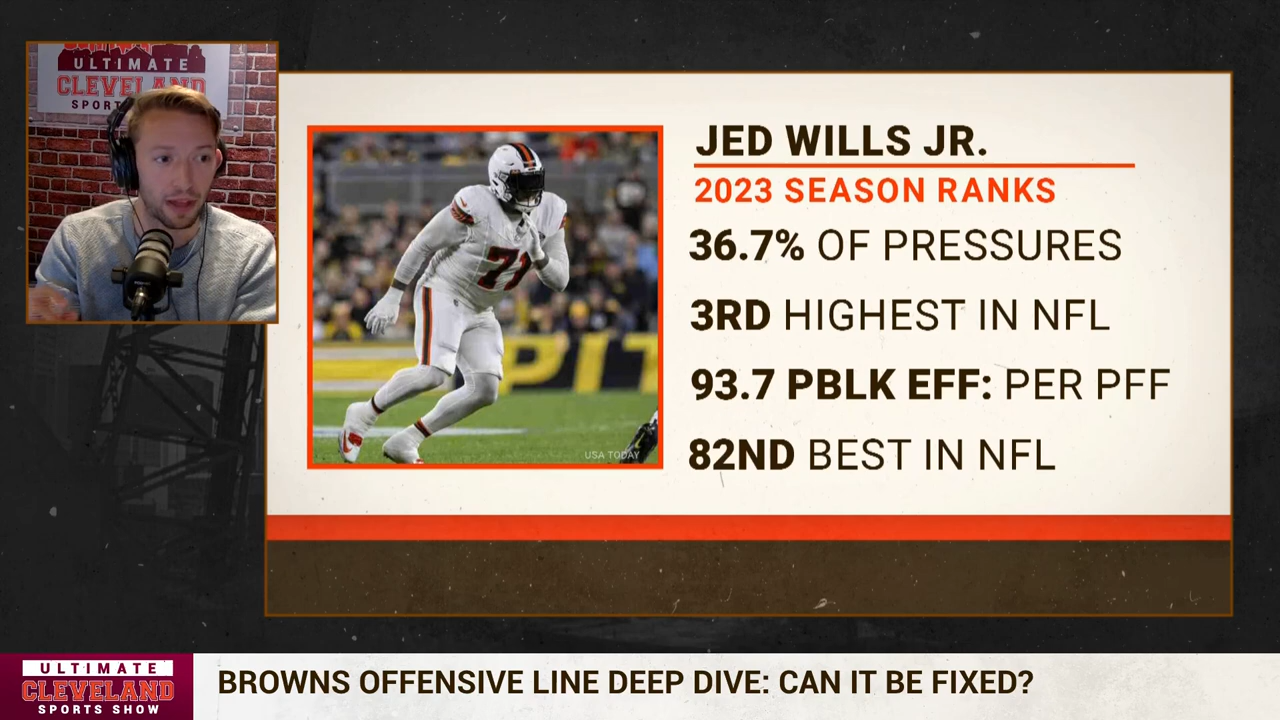 ULTIMATE
CLEVELAND
SPORT
JED WILLS JR.
2023 SEASON RANKS
36.7% OF PRESSURES
3RD HIGHEST IN NFL
93.7 PBLK EFF: PER PFF
82ND BEST IN NFL
71
PIT
USA TODAY
ULTIMATE
CLEVELAND
SPORTS SHOW
BROWNS OFFENSIVE LINE DEEP DIVE: CAN IT BE FIXED?